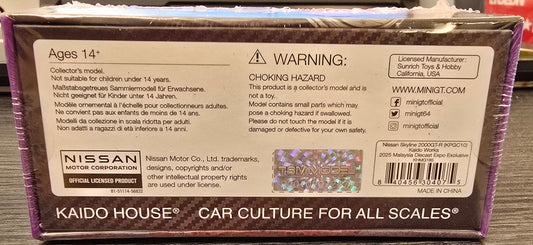 Ages 14+
Collector's model.
Not suitable for children under 14 years.
Maßstabsgetreues Sammlermodell für Erwachsene.
Nicht geeignet für Kinder unter 14 Jahren.
Modèle ornemental à l'échelle pour collectionneurs adultes.
Ne convient pas aux enfants de moins de 14 ans.
Modelli da collezione in scala ridotta per adulti.
Non adatti a ragazzi di età inferiore a 14 anni.
WARNING:
CHOKING HAZARD
This product is a collector's model and is
not a toy.
Model contains small parts which may
pose a choking hazard if swallowed.
Please do not touch the model if it is
damaged or defective for your own safety.
Licensed Manufacturer:
Sunrich Toys & Hobby
California, USA
WWW.MINIGT.COM
minigtofficial
minigt64
minigtofficial
NISSAN
MOTOR CORPORATION
OFFICIAL LICENSED PRODUCT
Nissan Motor Co., Ltd. trademarks,
designs, copyrights and/or
other intellectual property rights
used under license.
TSM MODEL
Nissan Skyline 2000GT-R (KPGC10)
Kaido Works
2025 Malaysia Diecast Expo Exclusive
8 40456 30407 5
MADE IN CHINA
KAIDO HOUSE® CAR CULTURE FOR ALL SCALES®